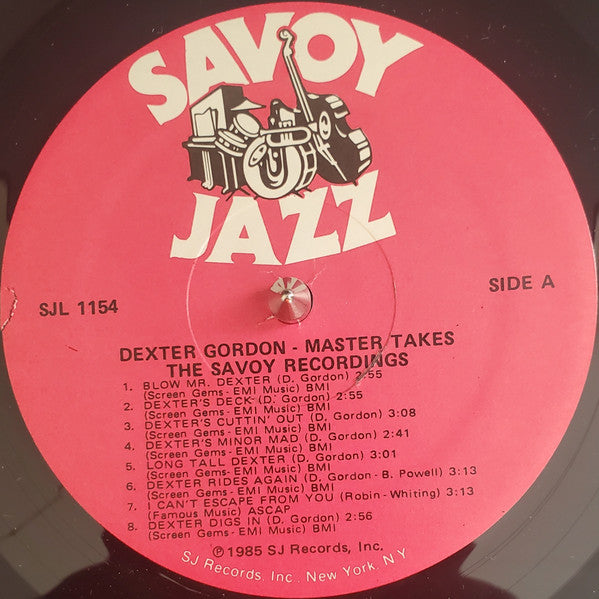 SAVOY
JAZZ
SJL 1154
SIDE A
DEXTER GORDON - MASTER TAKES
THE SAVOY RECORDINGS
1. BLOW MR. DEXTER (D. Gordon) 2:55
(Screen Gems - EMI Music) BMI
2. DEXTER'S DECK (D. Gordon) 2:55
(Screen Gems - EMI Music) BMI
3. DEXTER'S CUTTIN' OUT (D. Gordon) 3:08
(Screen Gems - EMI Music) BMI
4. DEXTER'S MINOR MAD (D. Gordon) 2:41
(Screen Gems - EMI Music) BMI
5. LONG TALL DEXTER (D. Gordon) 3:01
(Screen Gems - EMI Music) BMI
6. DEXTER RIDES AGAIN (D. Gordon - B. Powell) 3:13
(Screen Gems - EMI Music) BMI
7. I CAN'T ESCAPE FROM YOU (Robin - Whiting) 3:13
(Famous Music) ASCAP
8. DEXTER DIGS IN (D. Gordon) 2:56
(Screen Gems - EMI Music) BMI
℗1985 SJ Records, Inc.
SJ Records, Inc., New York, N.Y.